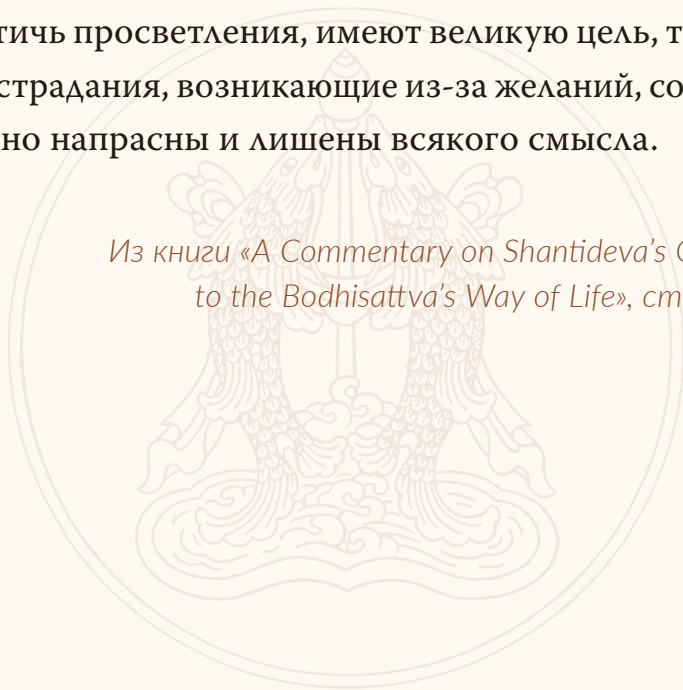 тичь просветления, имеют великую цель, т
страдания, возникающие из-за желаний, со
но напрасны и лишены всякого смысла.
Из книги «A Commentary on Shantideva’s
to the Bodhisattva’s Way of Life», ст